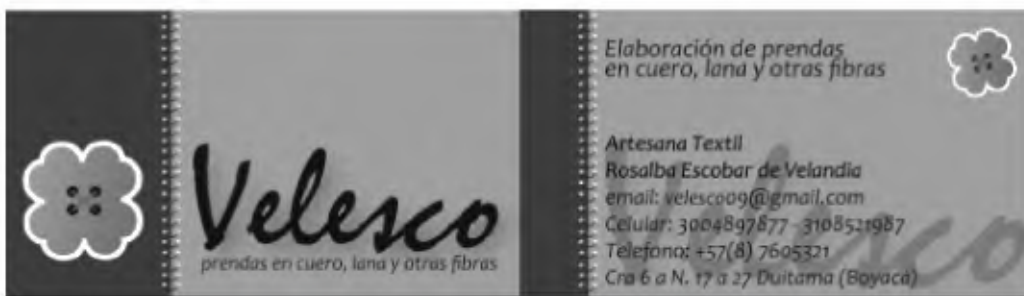 Velesco
prendas en cuero, lana y otras fibras
Elaboración de prendas
en cuero, lana y otras fibras
Artesana Textil
Rosalba Escobar de Velandia
email: velesco09@gmail.com
Celular: 3004897877 - 3108521987
Telefono: +57(8) 7605321
Cra 6 a N. 17 a 27 Duitama (Boyacá)
sco